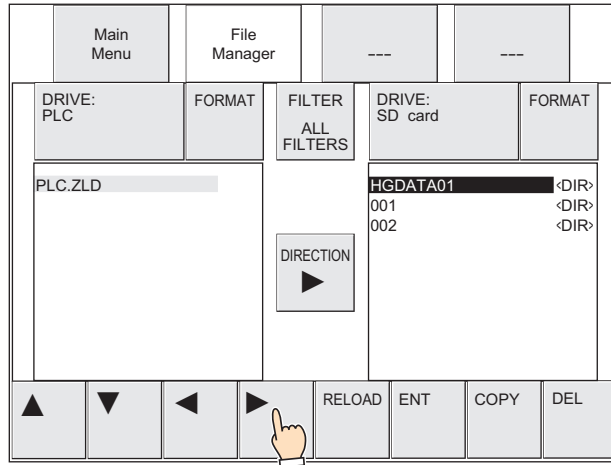 Main
Menu
File
Manager
---
---
DRIVE:
PLC
FORMAT
FILTER
ALL
FILTERS
DRIVE:
SD card
FORMAT
PLC.ZLD
HGDATA01 <DIR>
001 <DIR>
002 <DIR>
DIRECTION
▶
▲ ▼ ◀ ▶ RELOAD ENT COPY DEL